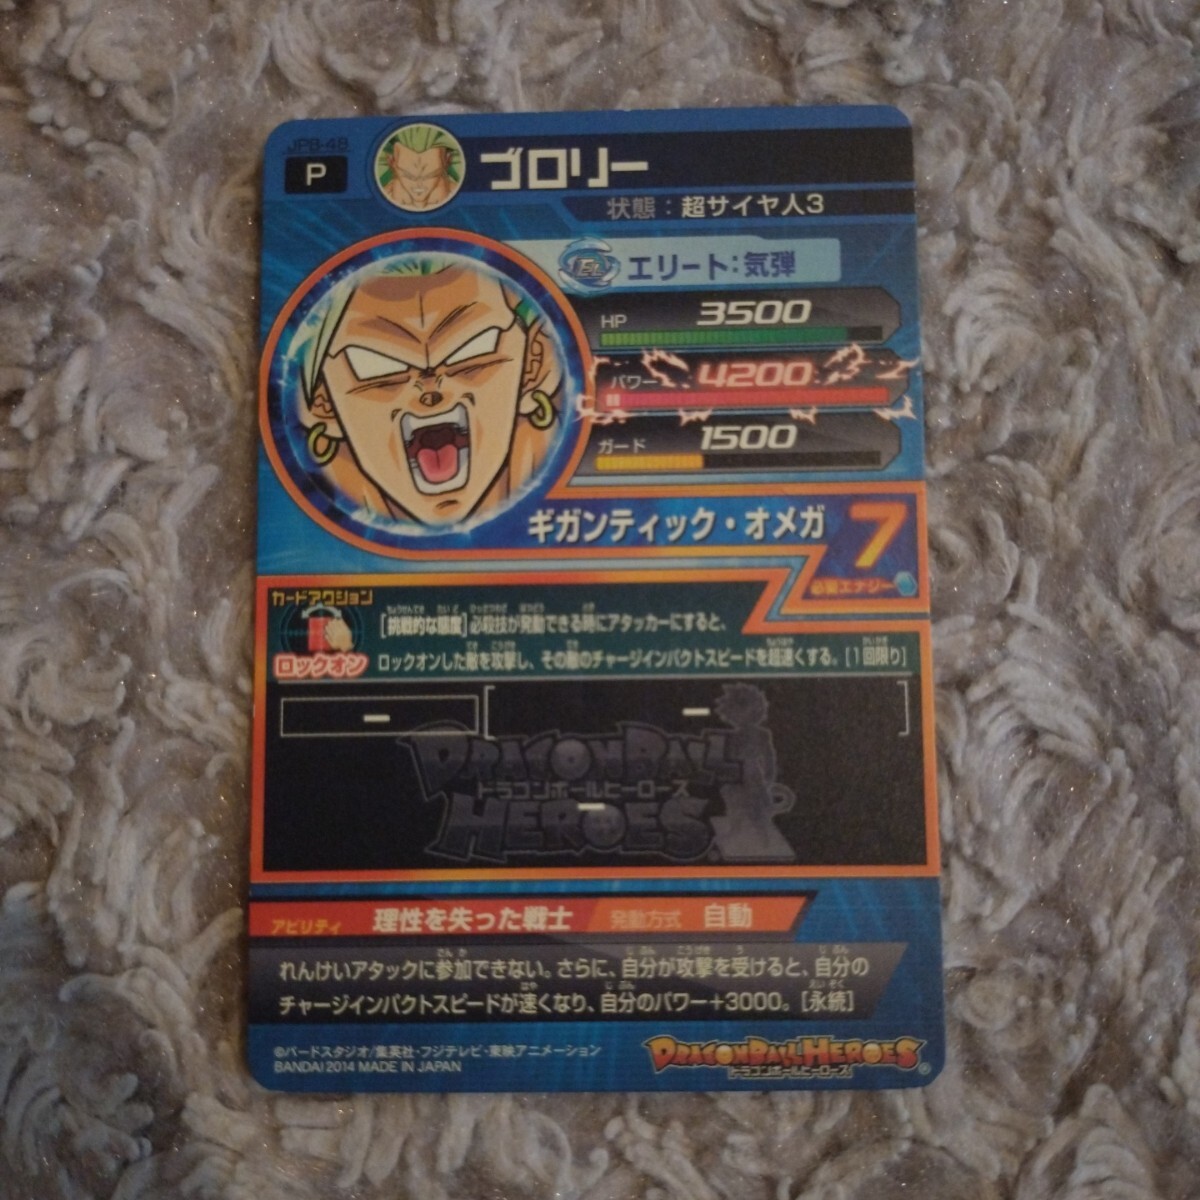 JPB-48
P
ゴロリー
状態：超サイヤ人3
EL エリート：気弾
HP 3500
パワー 4200
ガード 1500
ギガンティック・オメガ 7
必要エナジー
カードアクション
ロックオン
[挑戦的な態度]必殺技が発動できる時にアタッカーにすると、
ロックオンした敵を攻撃し、その敵のチャージインパクトスピードを超速くする。[1回限り]
DRAGON BALL
ドラゴンボールヒーローズ
HEROES
アビリティ 理性を失った戦士 発動方式 自動
れんけいアタックに参加できない。さらに、自分が攻撃を受けると、自分の
チャージインパクトスピードが速くなり、自分のパワー+3000。[永続]
©バードスタジオ/集英社・フジテレビ・東映アニメーション
BANDAI 2014 MADE IN JAPAN
DRAGON BALL HEROES
ドラゴンボールヒーローズ